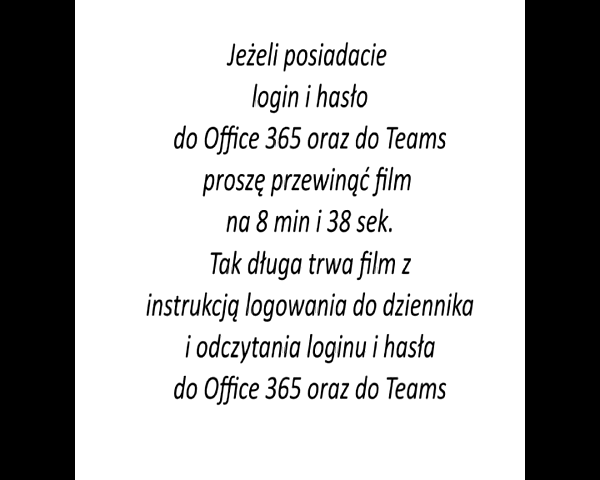 Jeżeli posiadacie
login i hasło
do Office 365 oraz do Teams
proszę przewinąć film
na 8 min i 38 sek.
Tak długa trwa film z
instrukcją logowania do dziennika
i odczytania loginu i hasła
do Office 365 oraz do Teams